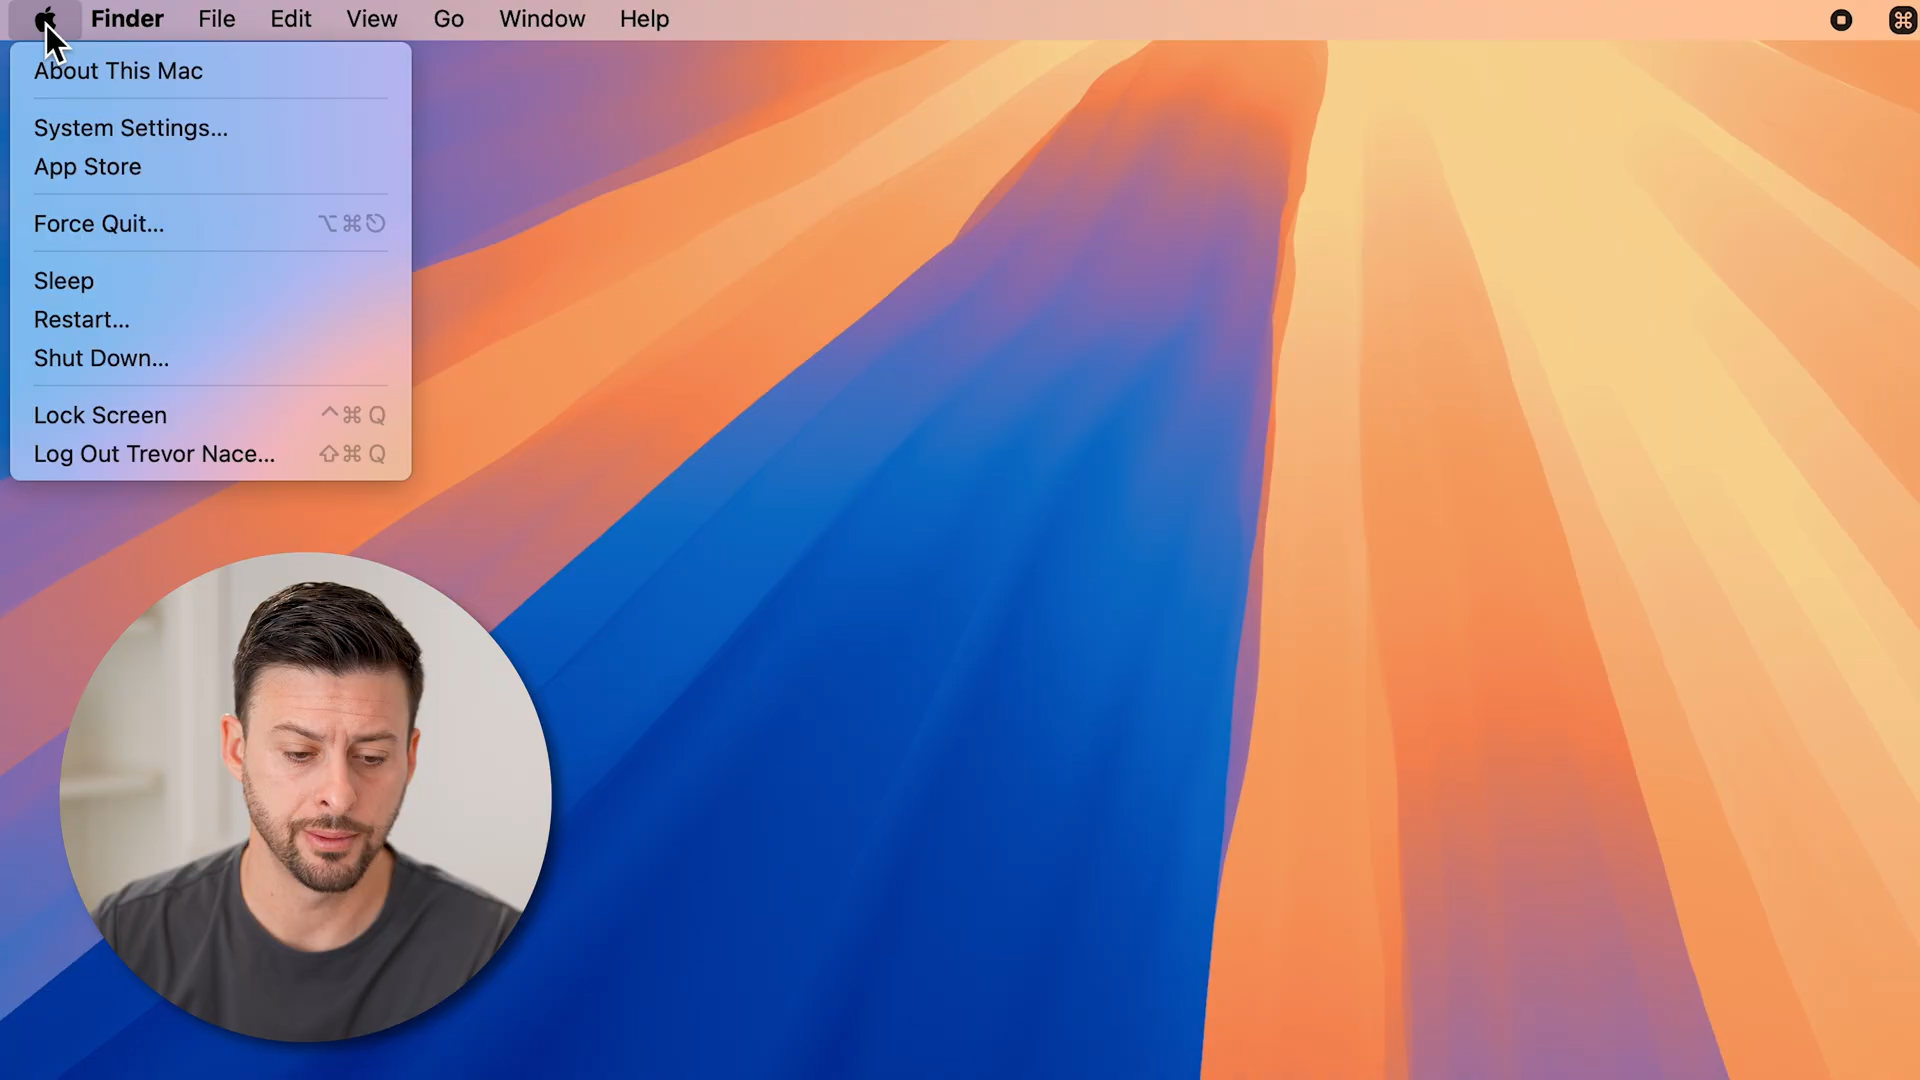 Finder File Edit View Go Window Help
About This Mac
System Settings...
App Store
Force Quit... ⌥⌘⎋
Sleep
Restart...
Shut Down...
Lock Screen ^⌘Q
Log Out Trevor Nace... ⇧⌘Q